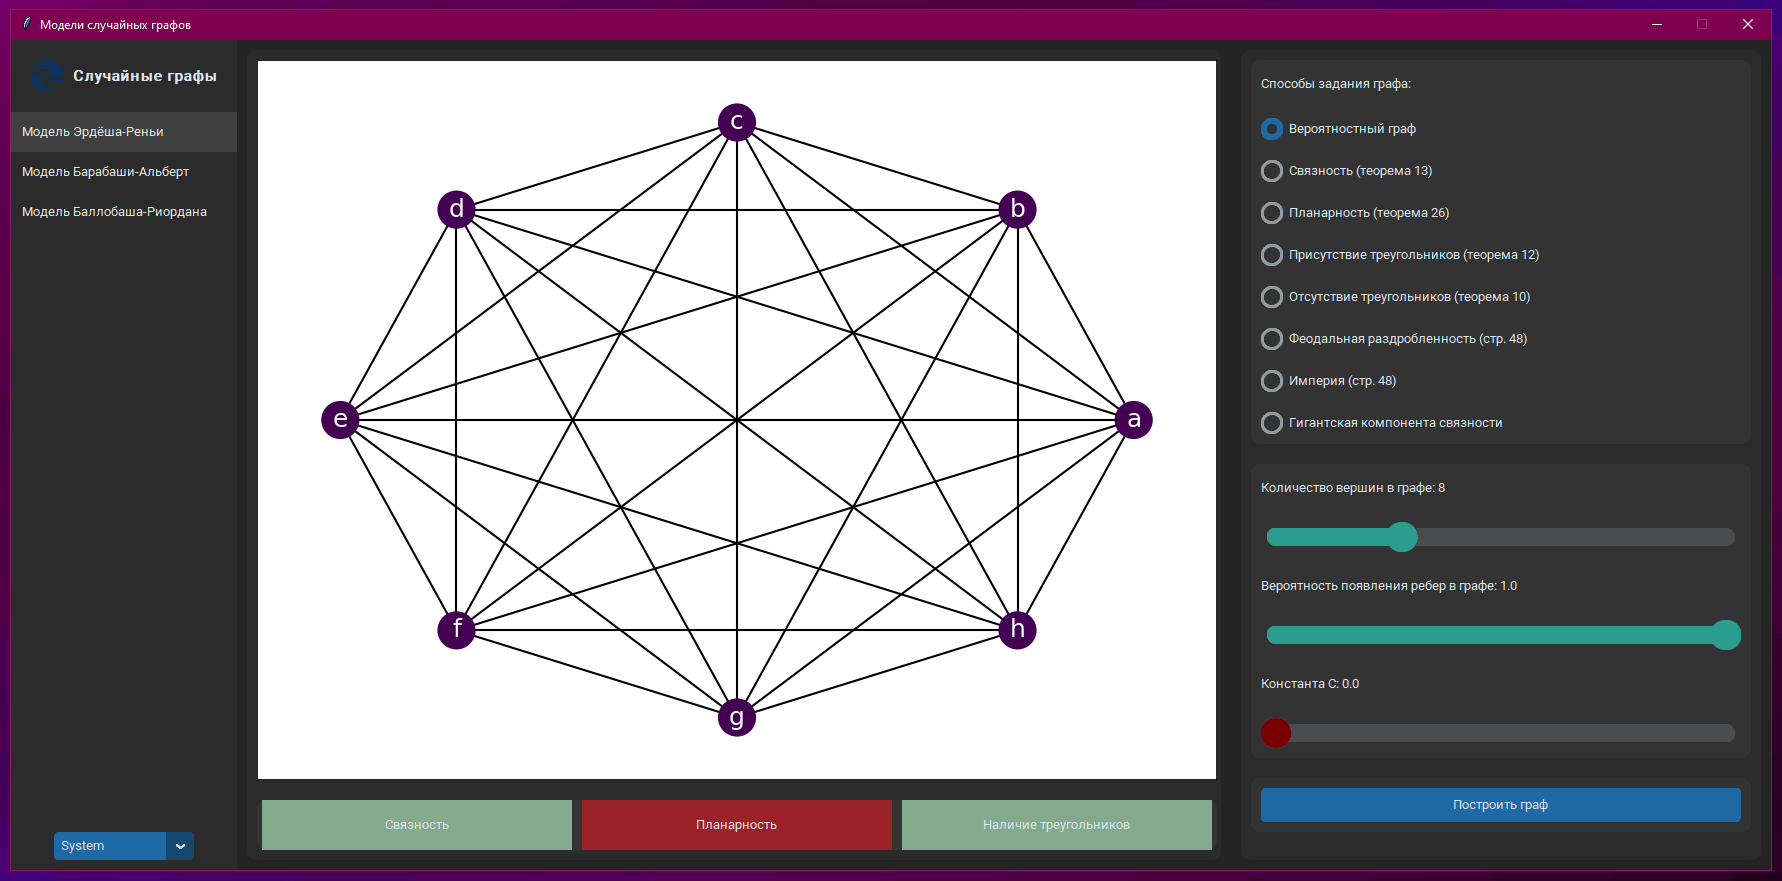 Модели случайных графов
Случайные графы
Модель Эрдёша-Реньи
Модель Барабаши-Альберт
Модель Баллобаша-Риордана
System
c
d
b
e
a
f
h
g
Связность
Планарность
Наличие треугольников
Способы задания графа:
Вероятностный граф
Связность (теорема 13)
Планарность (теорема 26)
Присутствие треугольников (теорема 12)
Отсутствие треугольников (теорема 10)
Феодальная раздробленность (стр. 48)
Империя (стр. 48)
Гигантская компонента связности
Количество вершин в графе: 8
Вероятность появления ребер в графе: 1.0
Константа С: 0.0
Построить граф